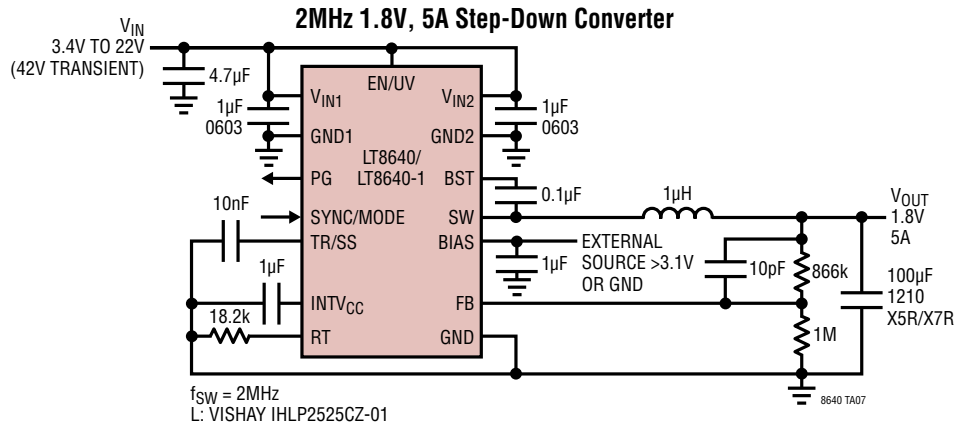 2MHz 1.8V, 5A Step-Down Converter
VIN
3.4V TO 22V
(42V TRANSIENT)
4.7µF
1µF
0603
VIN1
EN/UV
VIN2
1µF
0603
GND1
GND2
LT8640/
LT8640-1
PG
BST
0.1µF
1µH
VOUT
1.8V
5A
10nF
SYNC/MODE
SW
TR/SS
BIAS
EXTERNAL
SOURCE >3.1V
OR GND
1µF
1µF
10pF
866k
100µF
1210
X5R/X7R
INTVCC
FB
18.2k
RT
GND
1M
fSW = 2MHz
L: VISHAY IHLP2525CZ-01
8640 TA07